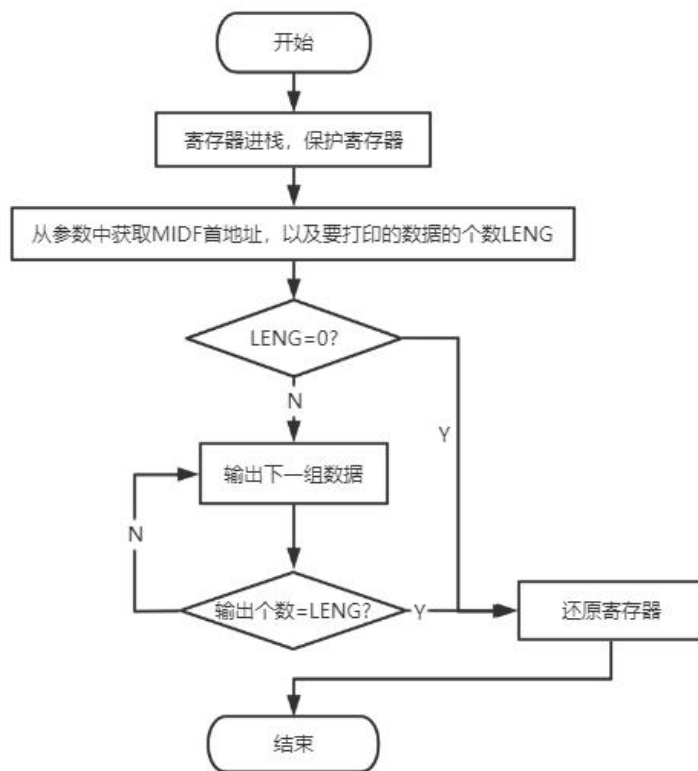 开始
寄存器进栈，保护寄存器
从参数中获取MIDF首地址，以及要打印的数据的个数LENG
LENG=0?
N
Y
输出下一组数据
N
输出个数=LENG?
Y
还原寄存器
结束